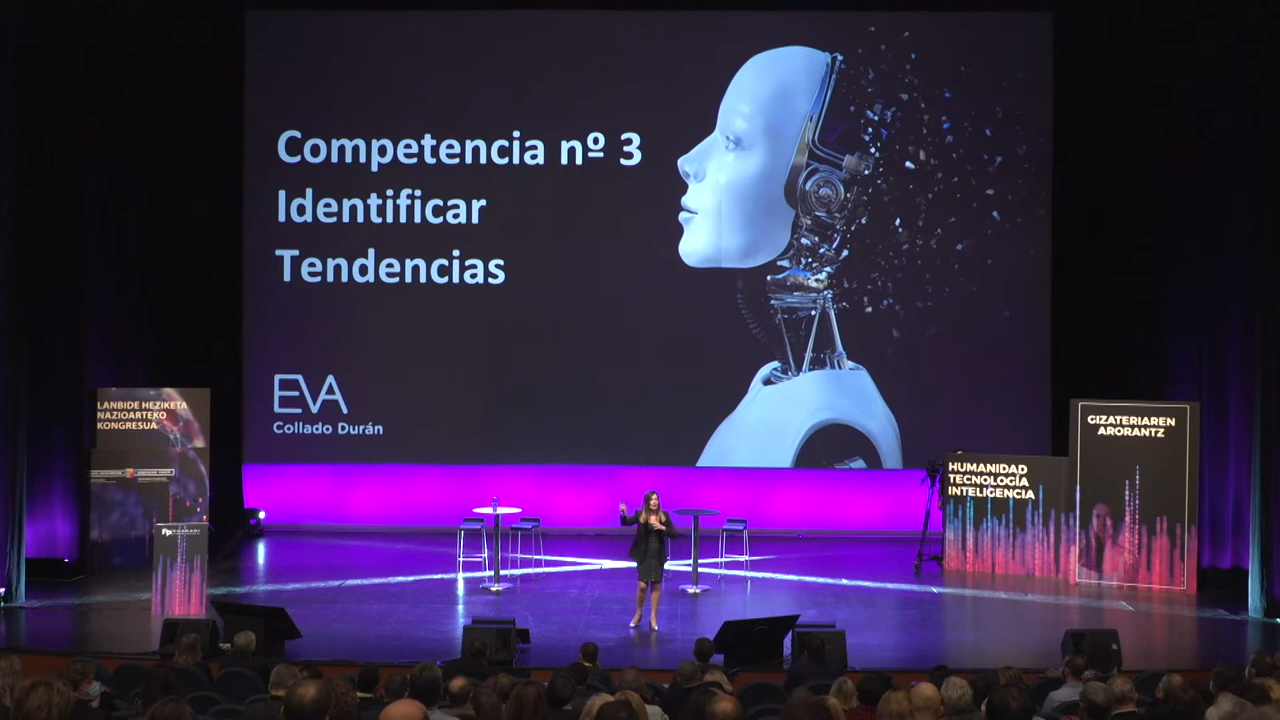 Competencia nº 3
Identificar
Tendencias
EVA
Collado Durán
LANBIDE HEZIKETA
NAZIOARTEKO
KONGRESUA
GIZATERIAREN
ARORANTZ
HUMANIDAD
TECNOLOGÍA
INTELIGENCIA